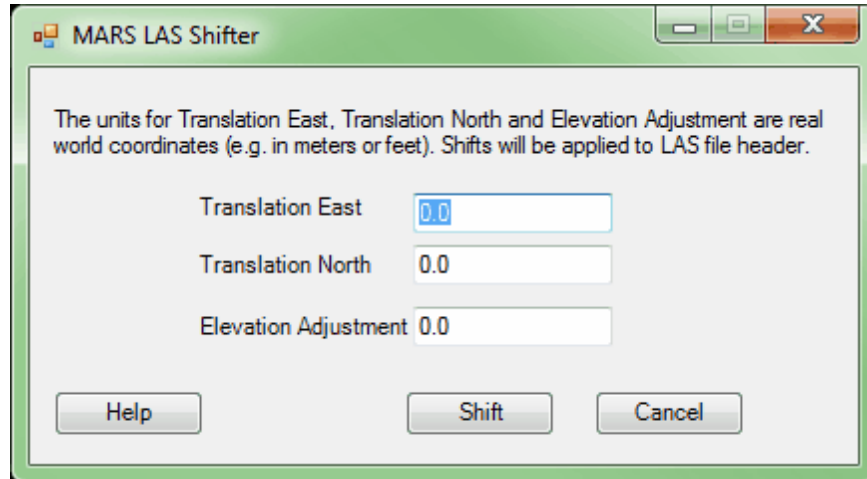 MARS LAS Shifter
The units for Translation East, Translation North and Elevation Adjustment are real
world coordinates (e.g. in meters or feet). Shifts will be applied to LAS file header.
Translation East 0.0
Translation North 0.0
Elevation Adjustment 0.0
Help Shift Cancel